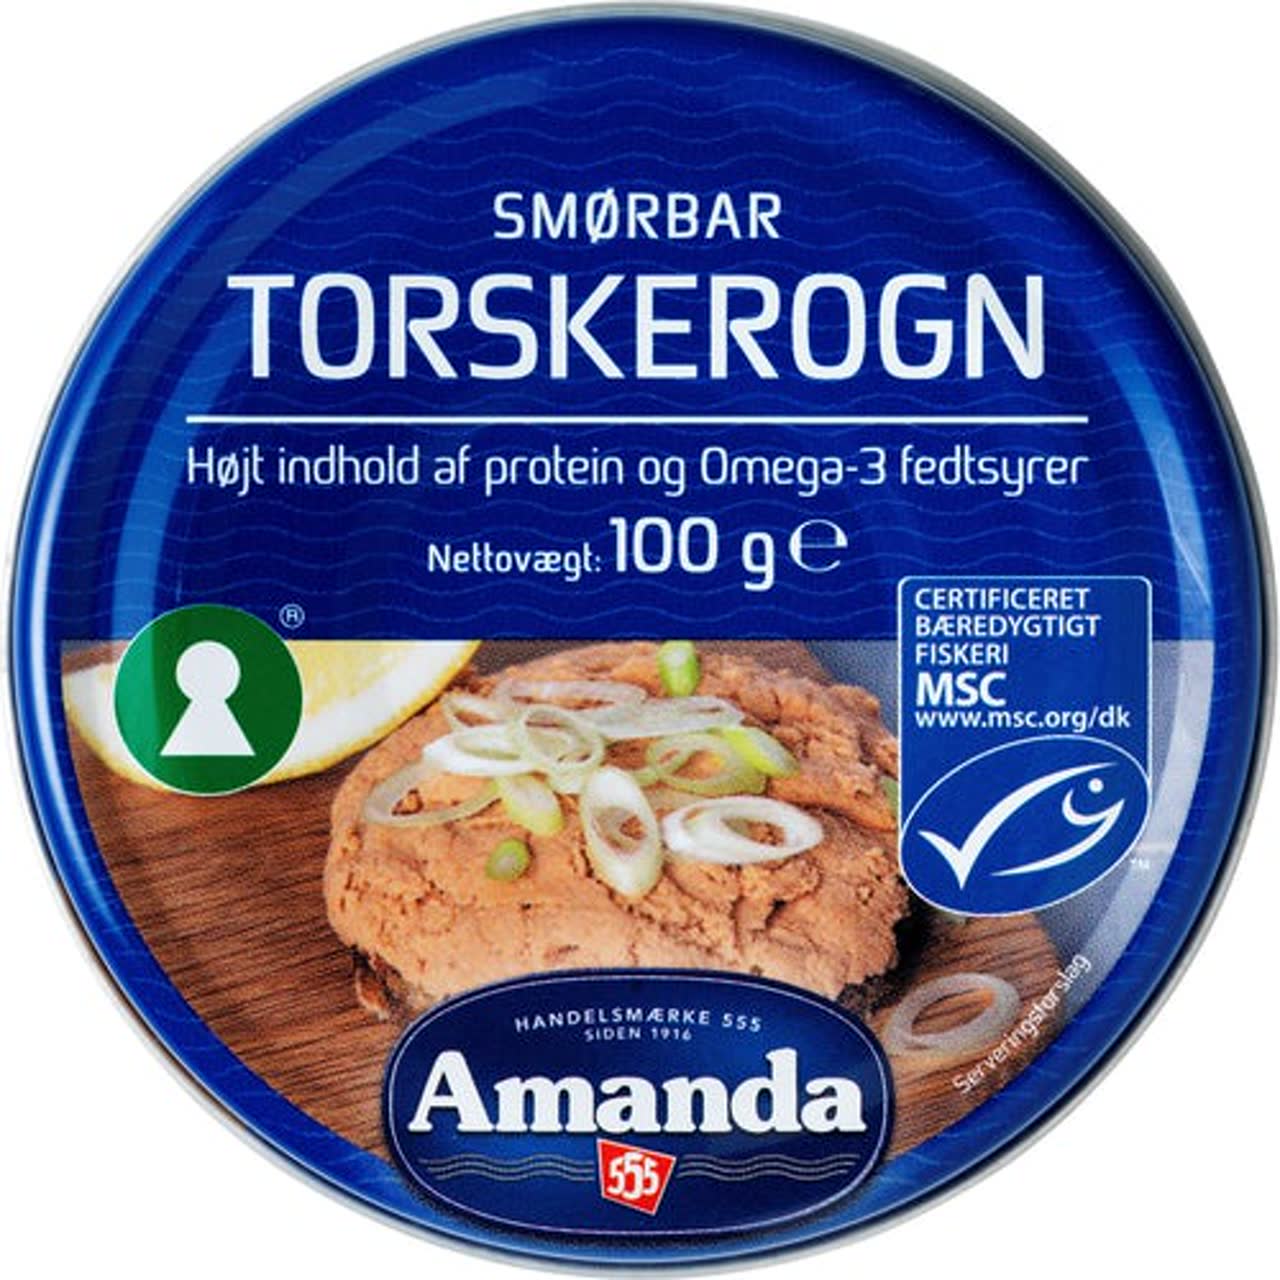 SMØRBAR
TORSKEROGN
Højt indhold af protein og Omega-3 fedtsyrer
Nettovægt: 100 g ℮
®
CERTIFICERET
BÆREDYGTIGT
FISKERI
MSC
www.msc.org/dk
™
Serveringsforslag
HANDELSMÆRKE 555
SIDEN 1916
Amanda
555